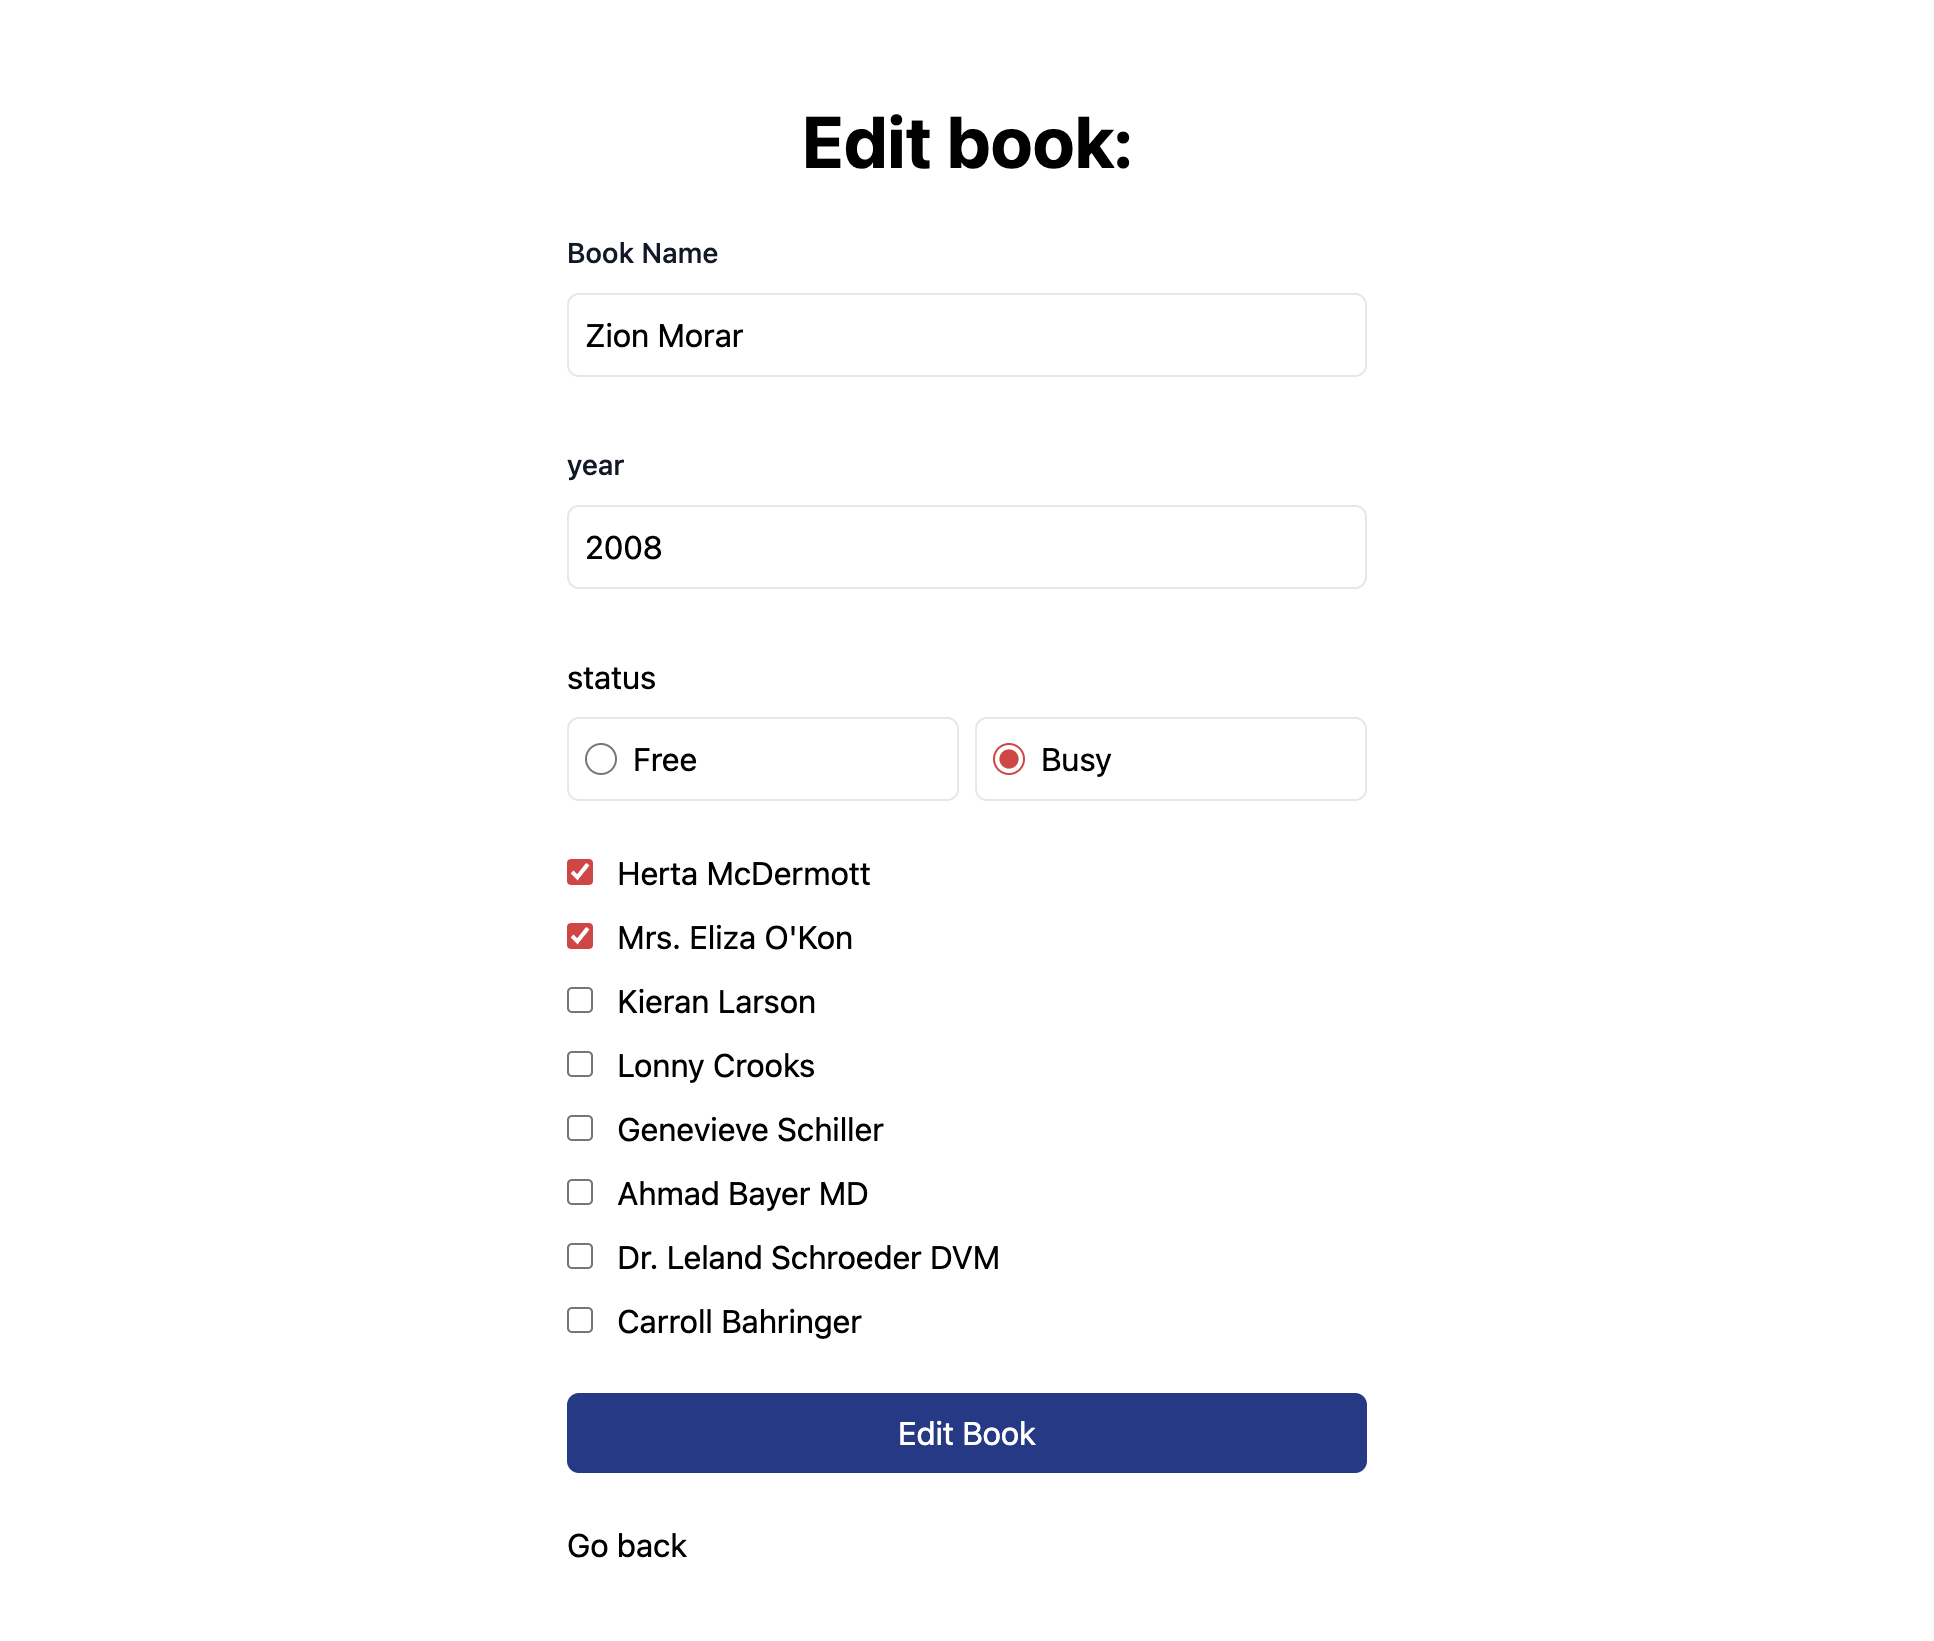 Edit book:
Book Name
Zion Morar
year
2008
status
Free
Busy
Herta McDermott
Mrs. Eliza O'Kon
Kieran Larson
Lonny Crooks
Genevieve Schiller
Ahmad Bayer MD
Dr. Leland Schroeder DVM
Carroll Bahringer
Edit Book
Go back